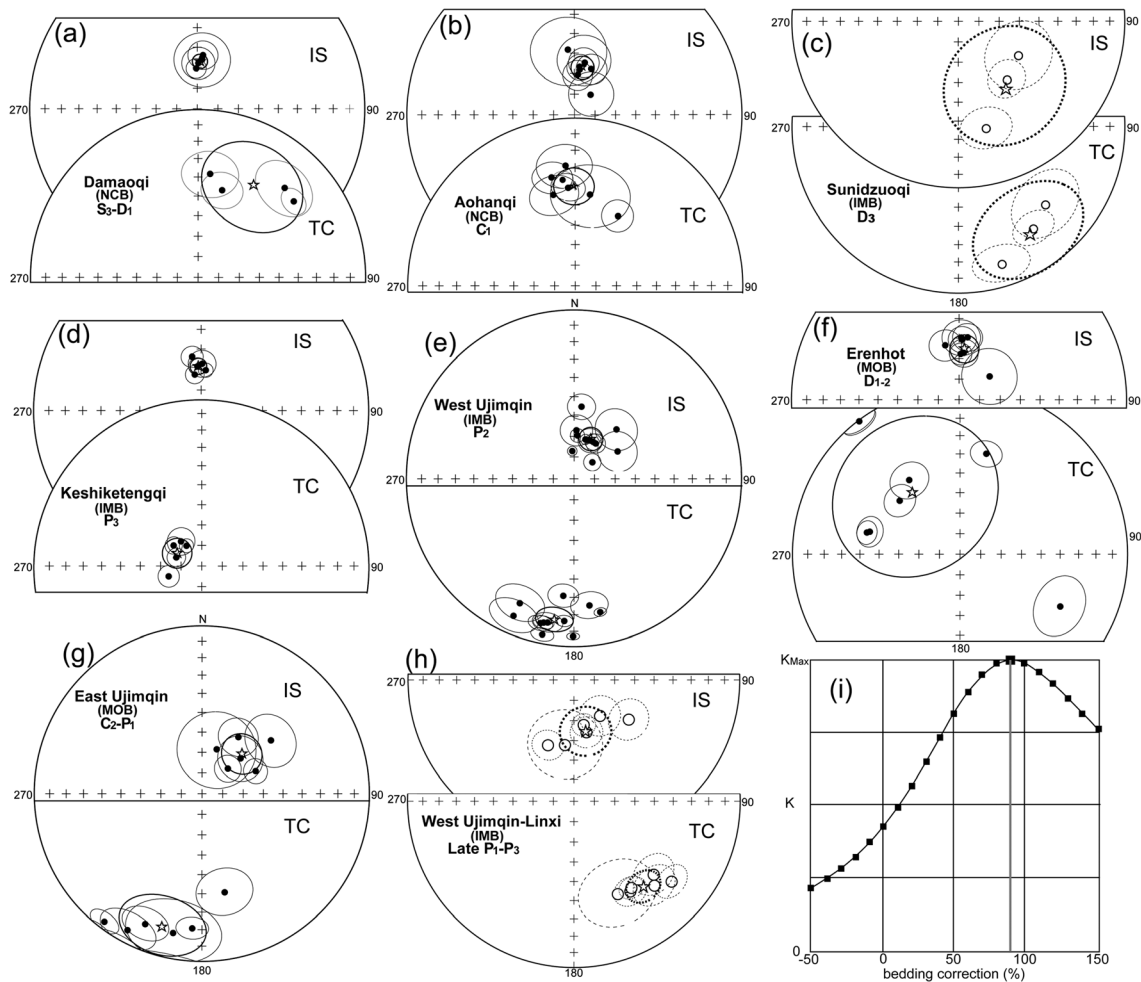 (a)
IS
270
90
Damaoqi
(NCB)
S3-D1
TC
270
90
(b)
IS
270
90
Aohanqi
(NCB)
C1
TC
270
90
(c)
270
90
IS
270
90
TC
Sunidzuoqi
(IMB)
D3
180
(d)
IS
270
90
Keshiketengqi
(IMB)
P3
TC
270
90
N
(e)
West Ujimqin
(IMB)
P2
IS
270
90
TC
180
(f)
IS
Erenhot
(MOB)
D1-2
270
90
TC
270
90
180
N
(g)
East Ujimqin
(MOB)
C2-P1
IS
270
90
TC
180
(h)
270
90
IS
270
90
West Ujimqin-Linxi
(IMB)
Late P1-P3
TC
180
KMax
(i)
K
0
-50 0 50 100 150
bedding correction (%)